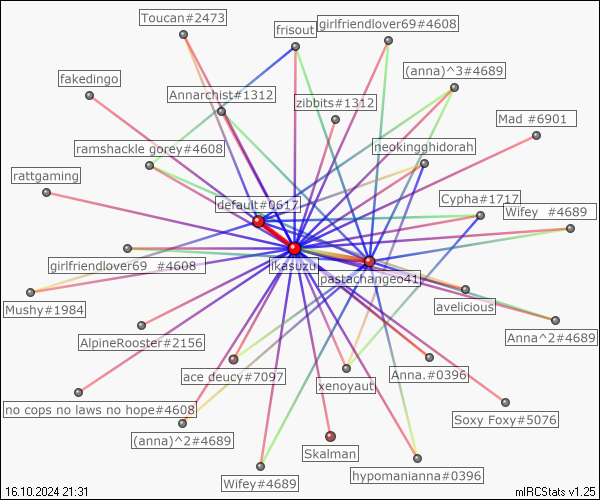 Toucan#2473
frisout
girlfriendlover69#4608
fakedingo
(anna)^3#4689
Annarchist#1312
zibbits#1312
Mad #6901
ramshackle gorey#4608
neokingghidorah
rattgaming
default#0617
Cypha#1717
Wifey #4689
girlfriendlover69 #4608
ikasuzu
pastachangeo41
Mushy#1984
avelicious
AlpineRooster#2156
Anna^2#4689
ace deucy#7097
xenoyaut
Anna.#0396
no cops no laws no hope#4608
Soxy Foxy#5076
(anna)^2#4689
Skalman
Wifey#4689
hypomanianna#0396
16.10.2024 21:31
mIRCStats v1.25